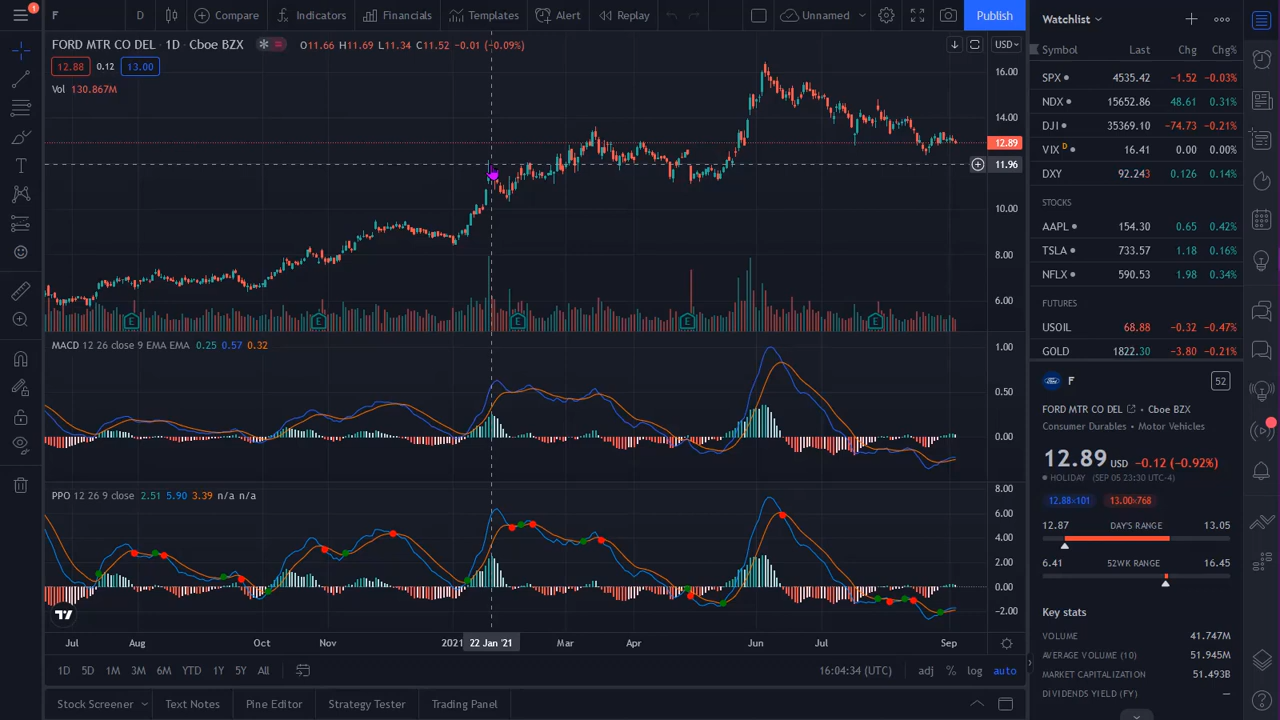 1
F
D
Compare
Indicators
Financials
Templates
Alert
Replay
Unnamed
Publish
FORD MTR CO DEL · 1D · Cboe BZX
O11.66 H11.69 L11.34 C11.52 −0.01 (−0.09%)
12.88 0.12 13.00
Vol 130.867M
USD
16.00
14.00
12.89
11.96
10.00
8.00
6.00
E E E E E
MACD 12 26 close 9 EMA EMA 0.25 0.57 0.32
1.00
0.50
0.00
PPO 12 26 9 close 2.51 5.90 3.39 n/a n/a
8.00
6.00
4.00
2.00
0.00
−2.00
Jul Aug Oct Nov 2021 22 Jan '21 Mar Apr Jun Jul Sep
1D 5D 1M 3M 6M YTD 1Y 5Y All
16:04:34 (UTC) adj % log auto
Stock Screener Text Notes Pine Editor Strategy Tester Trading Panel
Watchlist
Symbol Last Chg Chg%
SPX 4535.42 −1.52 −0.03%
NDX 15652.86 48.61 0.31%
DJI 35369.10 −74.73 −0.21%
VIX D 16.41 0.00 0.00%
DXY 92.243 0.126 0.14%
STOCKS
AAPL 154.30 0.65 0.42%
TSLA 733.57 1.18 0.16%
NFLX 590.53 1.98 0.34%
FUTURES
USOIL 68.88 −0.32 −0.47%
GOLD 1822.30 −3.80 −0.21%
F 52
FORD MTR CO DEL · Cboe BZX
Consumer Durables · Motor Vehicles
12.89 USD −0.12 (−0.92%)
HOLIDAY (SEP 05 23:30 UTC-4)
12.88×101 13.00×768
12.87 DAYS RANGE 13.05
6.41 52WK RANGE 16.45
Key stats
VOLUME 41.747M
AVERAGE VOLUME (10) 51.945M
MARKET CAPITALIZATION 51.493B
DIVIDENDS YIELD (FY) —